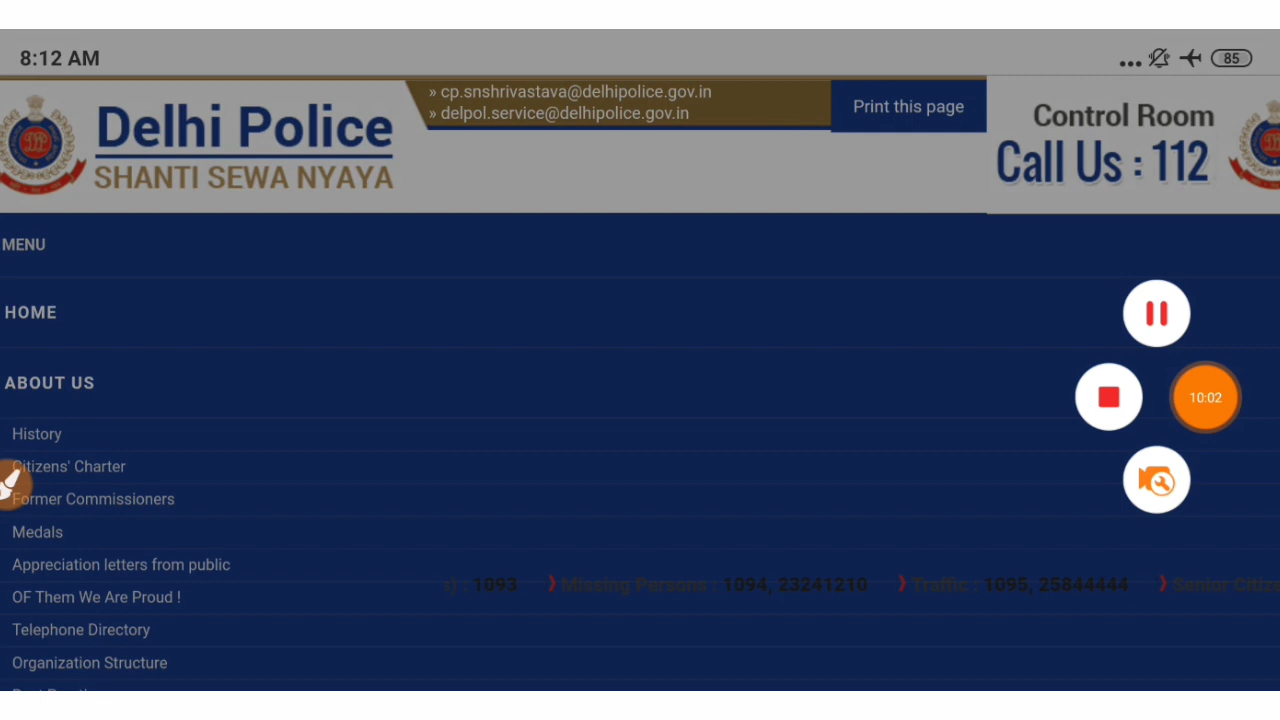 8:12 AM
85
» cp.snshrivastava@delhipolice.gov.in
» delpol.service@delhipolice.gov.in
Print this page
Delhi Police
SHANTI SEWA NYAYA
Control Room
Call Us : 112
MENU
HOME
ABOUT US
10:02
History
Citizens' Charter
Former Commissioners
Medals
Appreciation letters from public
s) : 1093 Missing Persons : 1094, 23241210 Traffic : 1095, 25844444 Senior
OF Them We Are Proud !
Telephone Directory
Organization Structure